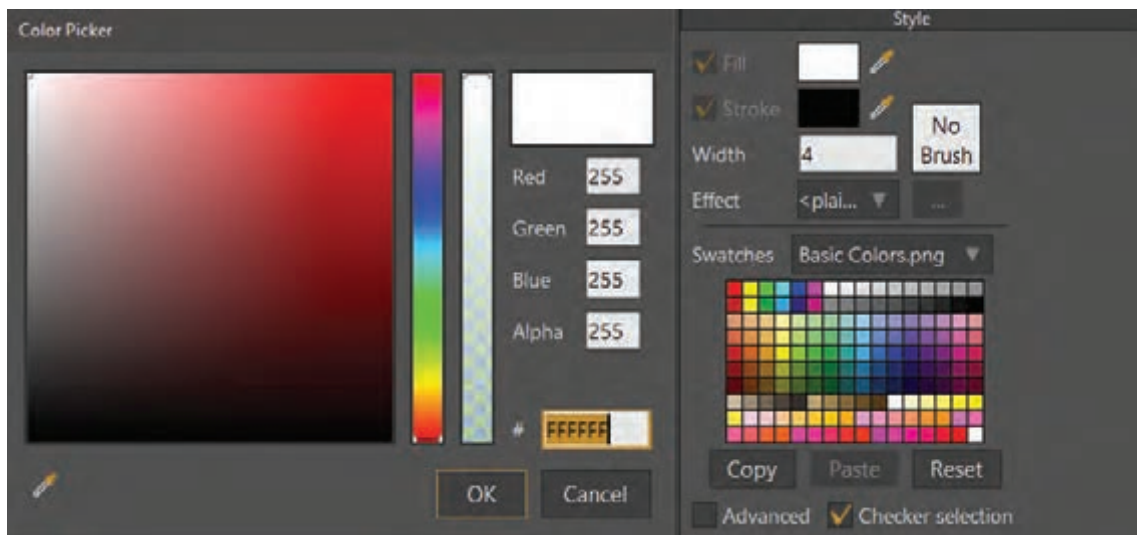 Color Picker
Red 255
Green 255
Blue 255
Alpha 255
# FFFFFF
OK Cancel
Style
Fill
Stroke
No
Brush
Width 4
Effect <plai... ...
Swatches Basic Colors.png
Copy Paste Reset
Advanced Checker selection